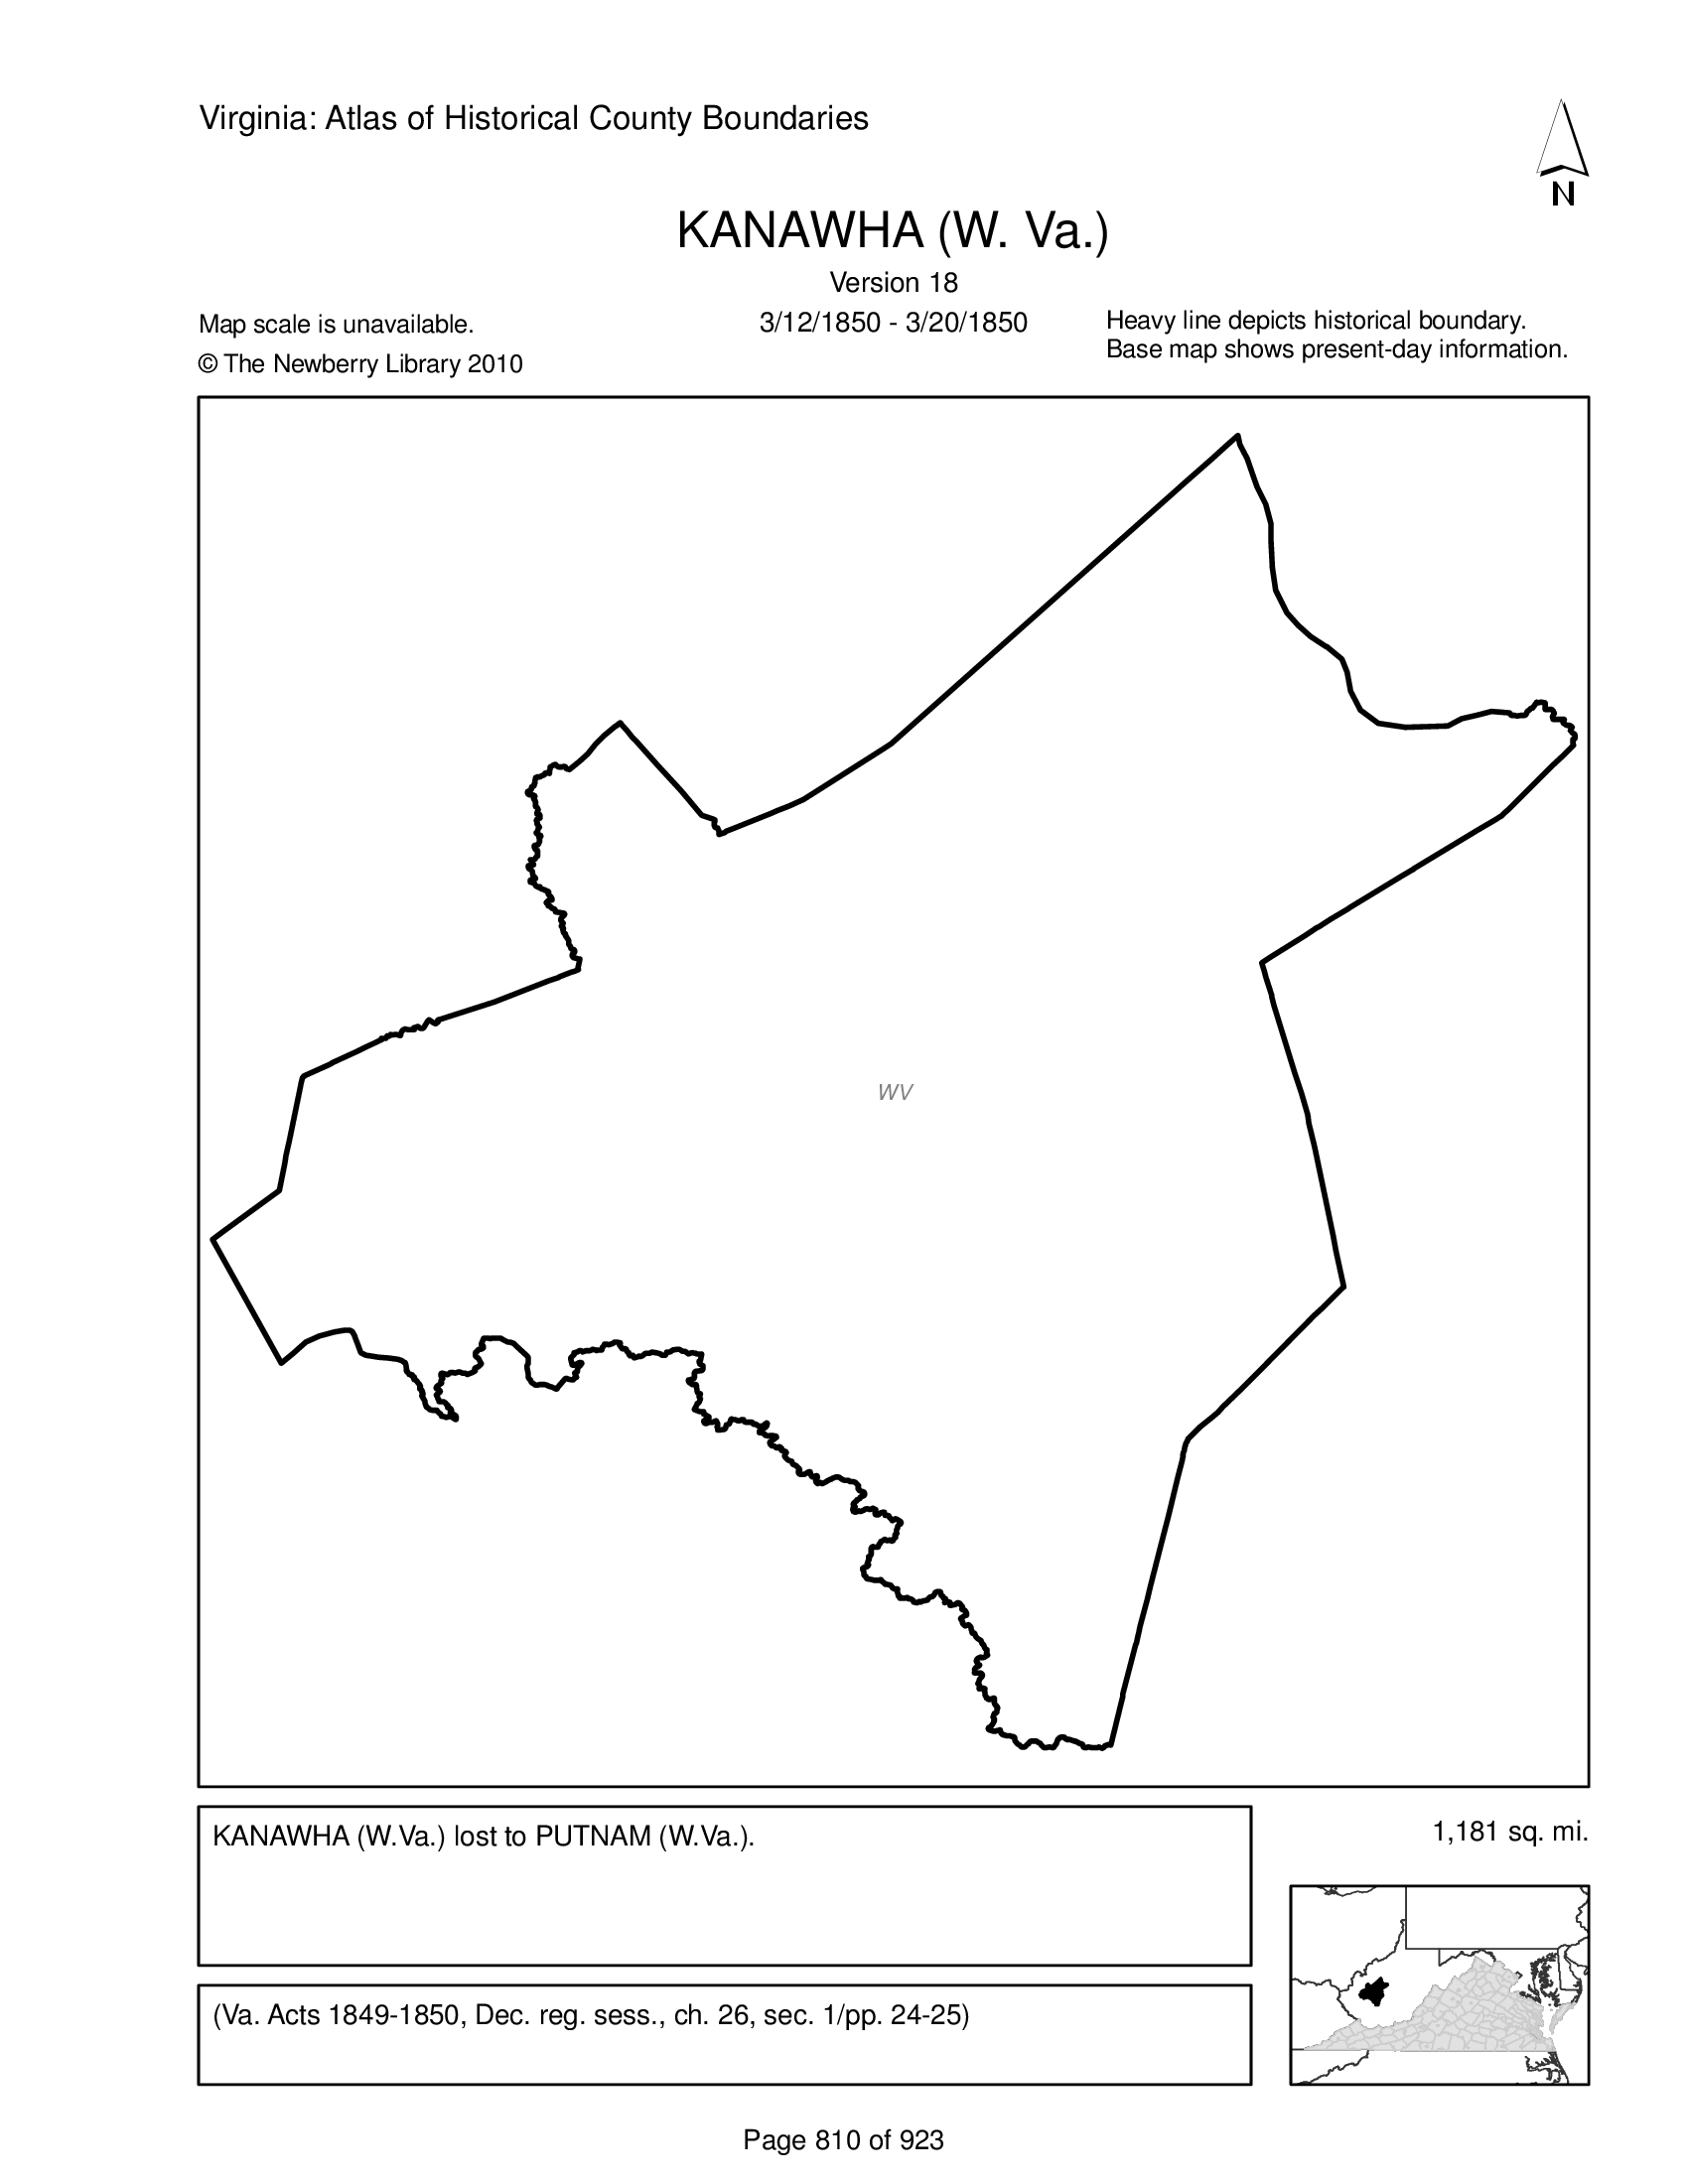 Virginia: Atlas of Historical County Boundaries
N
KANAWHA (W. Va.)
Version 18
3/12/1850 - 3/20/1850
Map scale is unavailable.
© The Newberry Library 2010
Heavy line depicts historical boundary.
Base map shows present-day information.
WV
KANAWHA (W.Va.) lost to PUTNAM (W.Va.).
1,181 sq. mi.
(Va. Acts 1849-1850, Dec. reg. sess., ch. 26, sec. 1/pp. 24-25)
Page 810 of 923